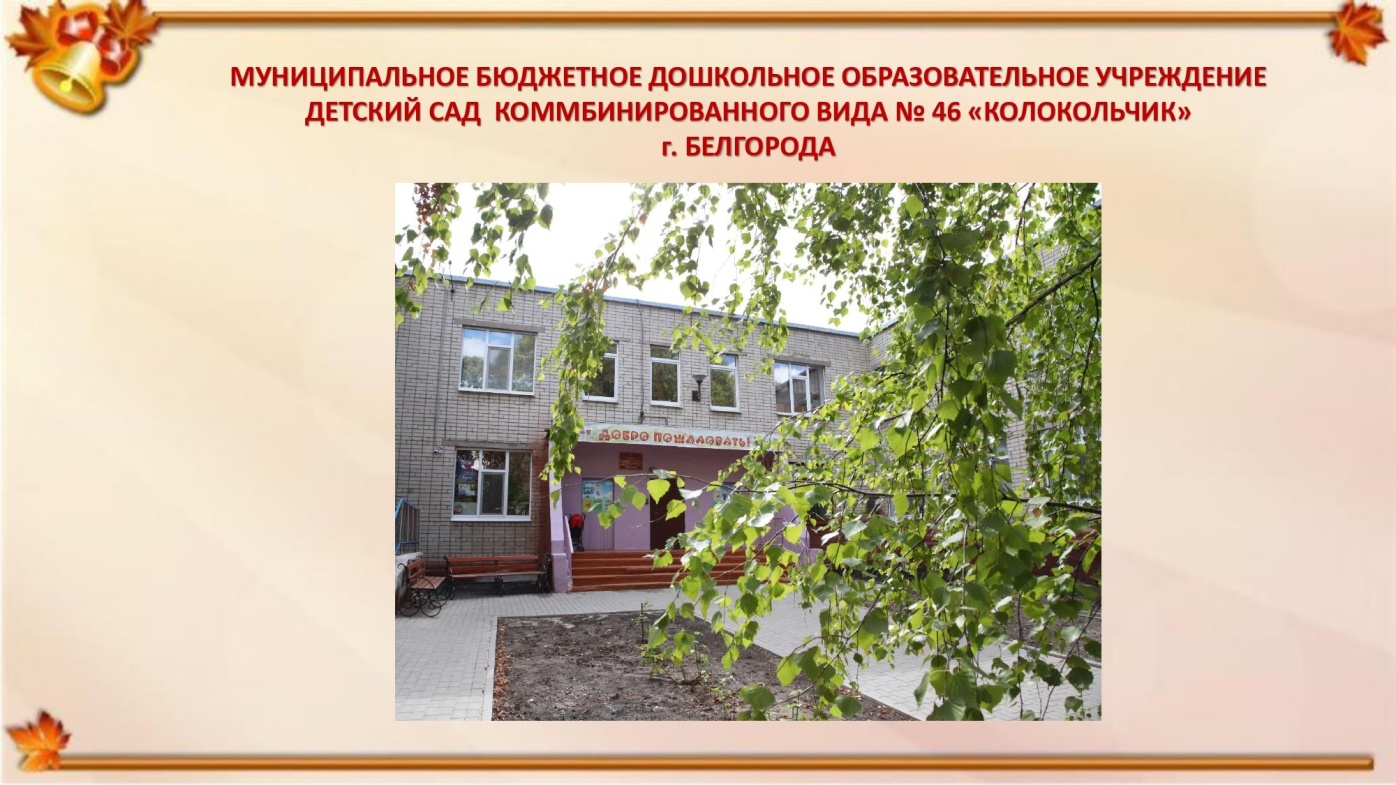 МУНИЦИПАЛЬНОЕ БЮДЖЕТНОЕ ДОШКОЛЬНОЕ ОБРАЗОВАТЕЛЬНОЕ УЧРЕЖДЕНИЕ
ДЕТСКИЙ САД КОММБИНИРОВАННОГО ВИДА № 46 «КОЛОКОЛЬЧИК»
г. БЕЛГОРОДА
ДОБРО ПОЖАЛОВАТЬ!